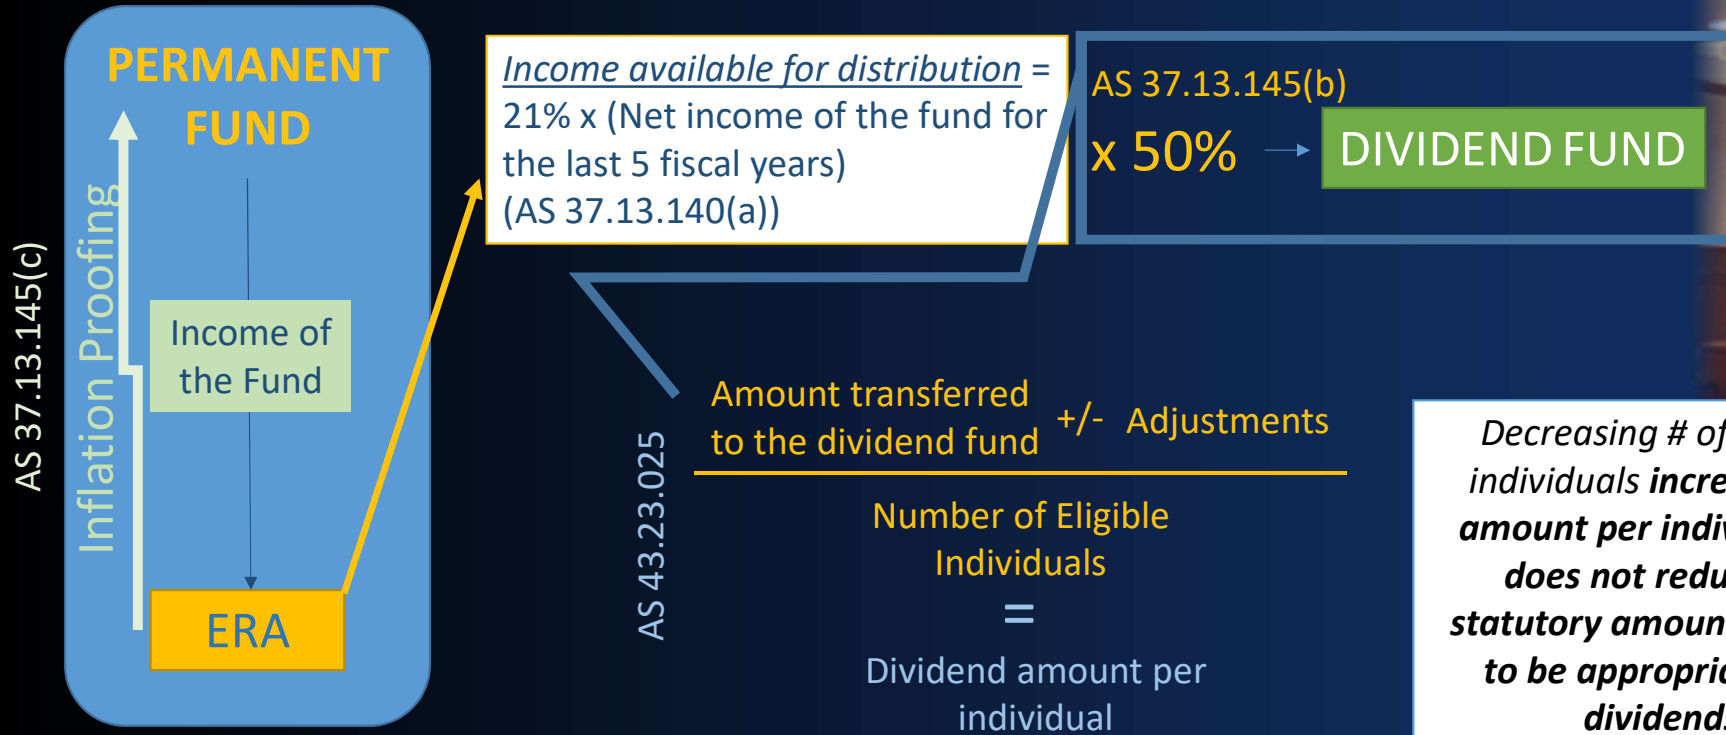 PERMANENT
FUND
AS 37.13.145(c)
Inflation Proofing
Income of
the Fund
ERA
Income available for distribution =
21% x (Net income of the fund for
the last 5 fiscal years)
(AS 37.13.140(a))
AS 37.13.145(b)
x 50%
DIVIDEND FUND
AS 43.23.025
Amount transferred
to the dividend fund
+/- Adjustments
Number of Eligible
Individuals
=
Dividend amount per
individual
Decreasing # of
individuals
amount per
does not
statutory
to be